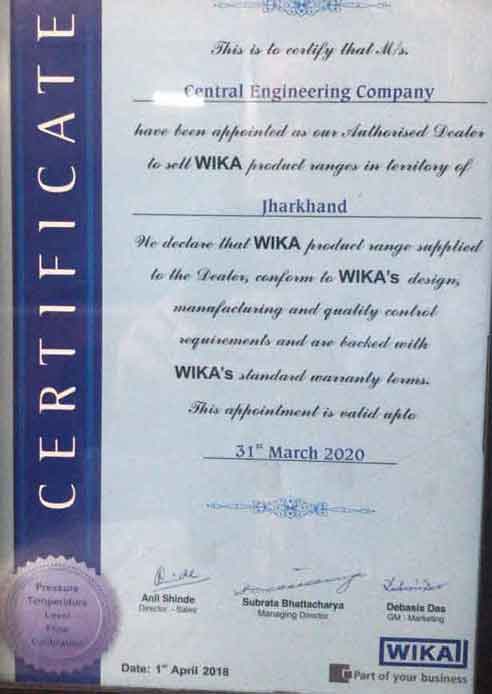 CERTIFICATE
This is to certify that M/s.
Central Engineering Company
have been appointed as our Authorised Dealer
to sell WIKA product ranges in territory of
Jharkhand
We declare that WIKA product range supplied
to the Dealer, conform to WIKA's design,
manufacturing and quality control
requirements and are backed with
WIKA's standard warranty terms.
This appointment is valid upto
31st March 2020
Anil Shinde
Director - Sales
Subrata Bhattacharya
Managing Director
Debasis Das
GM - Marketing
Pressure
Temperature
Level
Flow
Calibration
Date: 1st April 2018
WIKA
Part of your business